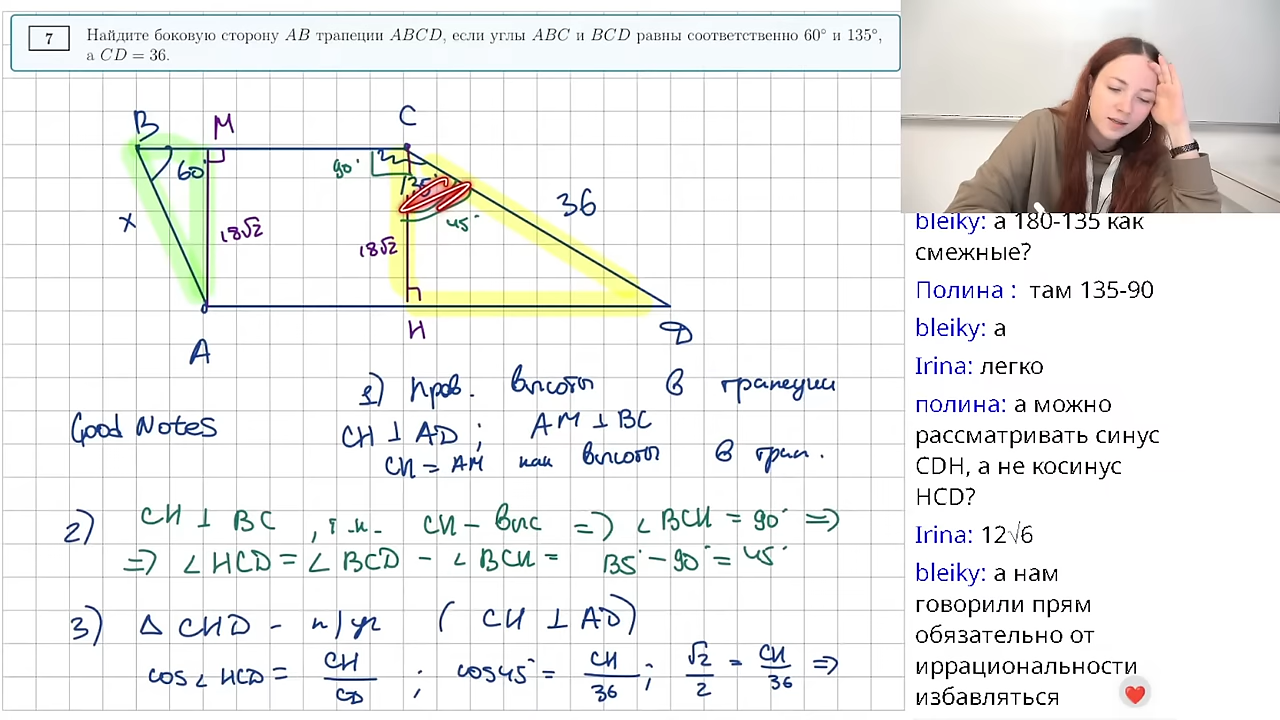 7 Найдите боковую сторону AB трапеции ABCD, если углы ABC и BCD равны соответственно 60° и 135°,
а CD = 36.
B
M
C
60°
90°
135°
45°
36
x
18√2
18√2
A
H
D
1) Пров. высоты в трапеции
Good Notes
CH ⊥ AD ; AM ⊥ BC
CH = AM как высоты в трап.
2) CH ⊥ BC , т.к. CH – выс => ∠BCH = 90° =>
=> ∠HCD = ∠BCD – ∠BCH = 135° – 90° = 45°
3) △ CHD – п/уг ( CH ⊥ AD )
cos∠HCD = CH/CD ; cos45° = CH/36 ; √2/2 = CH/36 =>
bleiky: а 180-135 как
смежные?
Полина : там 135-90
bleiky: а
Irina: легко
полина: а можно
рассматривать синус
CDH, а не косинус
HCD?
Irina: 12√6
bleiky: а нам
говорили прям
обязательно от
иррациональности
избавляться ❤